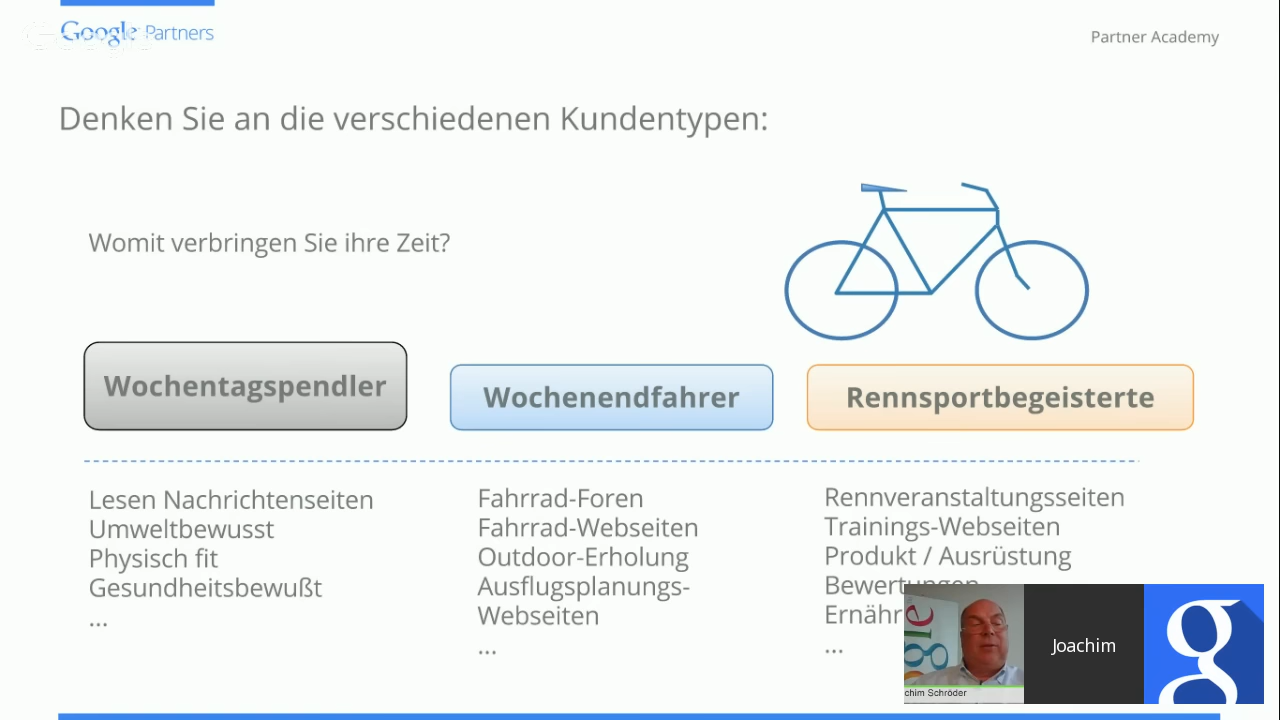 Google Partners
Partner Academy
Denken Sie an die verschiedenen Kundentypen:
Womit verbringen Sie ihre Zeit?
Wochentagspendler
Wochenendfahrer
Rennsportbegeisterte
Lesen Nachrichtenseiten
Umweltbewusst
Physisch fit
Gesundheitsbewußt
...
Fahrrad-Foren
Fahrrad-Webseiten
Outdoor-Erholung
Ausflugsplanungs-
Webseiten
...
Rennveranstaltungsseiten
Trainings-Webseiten
Produkt / Ausrüstung
Bewertungen
Ernähr
...
chim Schröder
Joachim
g